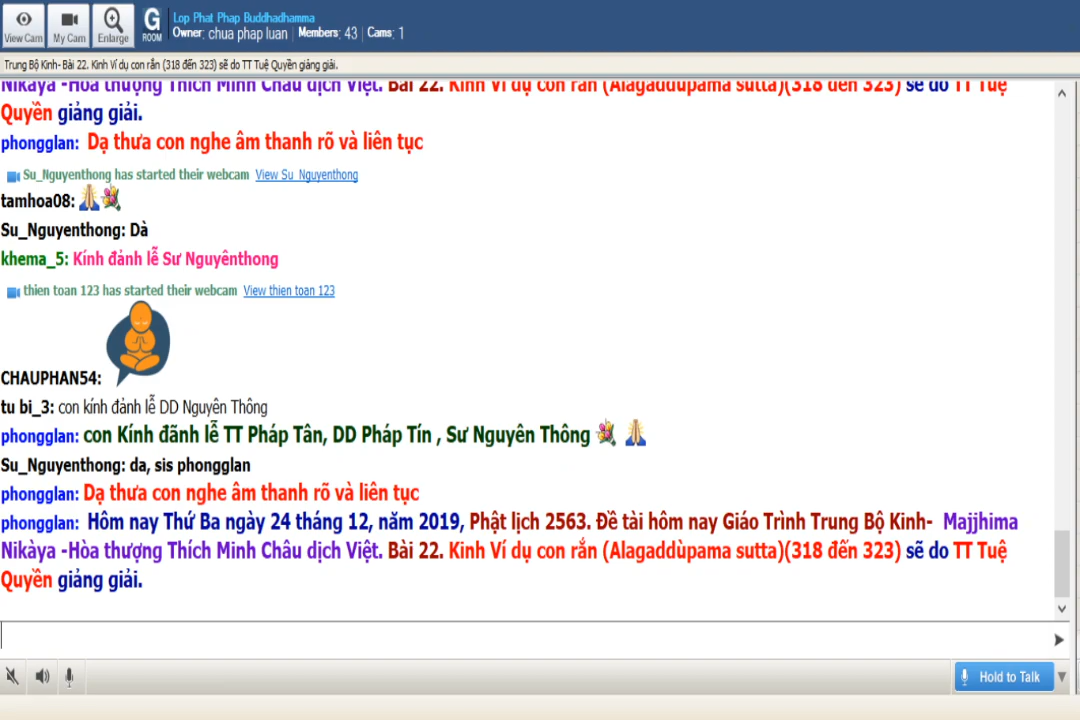 View Cam
My Cam
Enlarge
G
ROOM
Lop Phat Phap Buddhadhamma
Owner: chua phap luan | Members: 43 | Cams: 1
Trung Bộ Kinh- Bài 22. Kinh Ví dụ con rắn (318 đến 323) sẽ do TT Tuệ Quyền giảng giải.
Nikàya -Hòa thượng Thích Minh Châu dịch Việt. Bài 22. Kinh Ví dụ con rắn (Alagaddùpama sutta)(318 đến 323) sẽ do TT Tuệ
Quyền giảng giải.
phongglan: Dạ thưa con nghe âm thanh rõ và liên tục
Su_Nguyenthong has started their webcam View Su_Nguyenthong
tamhoa08:
Su_Nguyenthong: Dà
khema_5: Kính đảnh lễ Sư Nguyênthong
thien toan 123 has started their webcam View thien toan 123
CHAUPHAN54:
tu bi_3: con kính đảnh lễ DD Nguyên Thông
phongglan: con Kính đãnh lễ TT Pháp Tân, DD Pháp Tín , Sư Nguyên Thông
Su_Nguyenthong: da, sis phongglan
phongglan: Dạ thưa con nghe âm thanh rõ và liên tục
phongglan: Hôm nay Thứ Ba ngày 24 tháng 12, năm 2019, Phật lịch 2563. Đề tài hôm nay Giáo Trình Trung Bộ Kinh- Majjhima
Nikàya -Hòa thượng Thích Minh Châu dịch Việt. Bài 22. Kinh Ví dụ con rắn (Alagaddùpama sutta)(318 đến 323) sẽ do TT Tuệ
Quyền giảng giải.
Hold to Talk